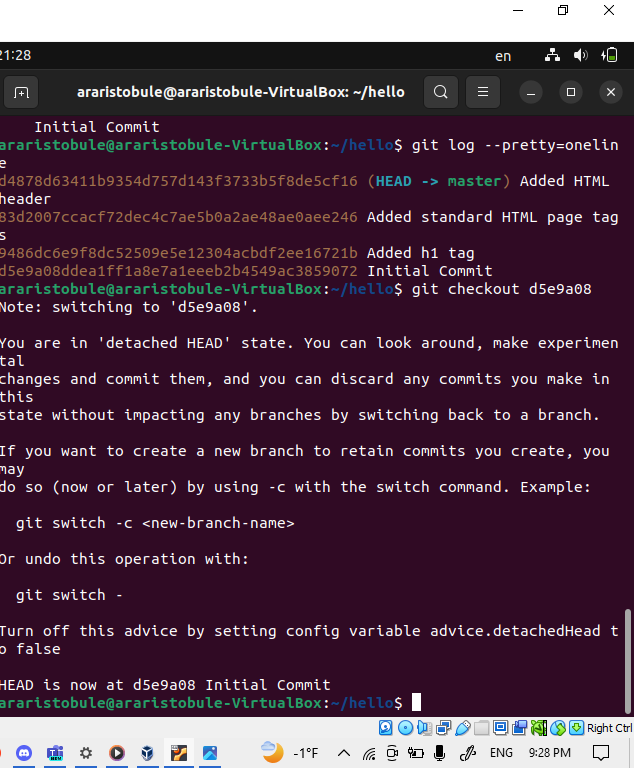 21:28
en
araristobule@araristobule-VirtualBox: ~/hello
Initial Commit
araristobule@araristobule-VirtualBox:~/hello$ git log --pretty=onelin
e
d4878d63411b9354d757d143f3733b5f8de5cf16 (HEAD -> master) Added HTML
header
83d2007ccacf72dec4c7ae5b0a2ae48ae0aee246 Added standard HTML page tag
s
9486dc6e9f8dc52509e5e12304acbdf2ee16721b Added h1 tag
d5e9a08ddea1ff1a8e7a1eeeb2b4549ac3859072 Initial Commit
araristobule@araristobule-VirtualBox:~/hello$ git checkout d5e9a08
Note: switching to 'd5e9a08'.
You are in 'detached HEAD' state. You can look around, make experimen
tal
changes and commit them, and you can discard any commits you make in
this
state without impacting any branches by switching back to a branch.
If you want to create a new branch to retain commits you create, you
may
do so (now or later) by using -c with the switch command. Example:
git switch -c <new-branch-name>
Or undo this operation with:
git switch -
Turn off this advice by setting config variable advice.detachedHead t
o false
HEAD is now at d5e9a08 Initial Commit
araristobule@araristobule-VirtualBox:~/hello$
Right Ctrl
-1°F
ENG
9:28 PM